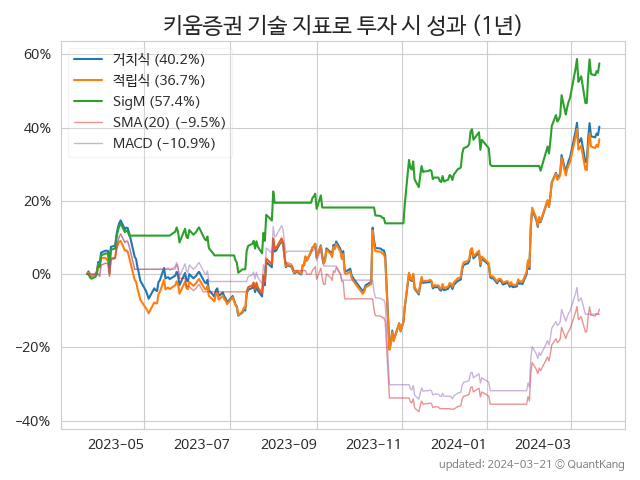 키움증권 기술 지표로 투자 시 성과 (1년)
거치식 (40.2%)
적립식 (36.7%)
SigM (57.4%)
SMA(20) (−9.5%)
MACD (−10.9%)
60%
40%
20%
0%
−20%
−40%
2023−05 2023−07 2023−09 2023−11 2024−01 2024−03
updated: 2024-03-21 © QuantKang